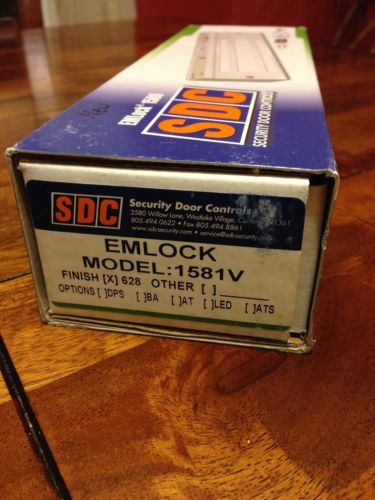 EMLock® 1580
SDC
SECURITY DOOR CONTROLS
SDC
Security Door Controls
3580 Willow Lane, Westlake Village,
805.494.0622 • Fax 805.494.8861
www.sdcsecurity.com • service@sdcsecurity.com
EMLOCK
MODEL:1581V
FINISH [X] 628 OTHER [ ]
OPTIONS [ ]DPS [ ]BA [ ]AT [ ]LED [ ]ATS